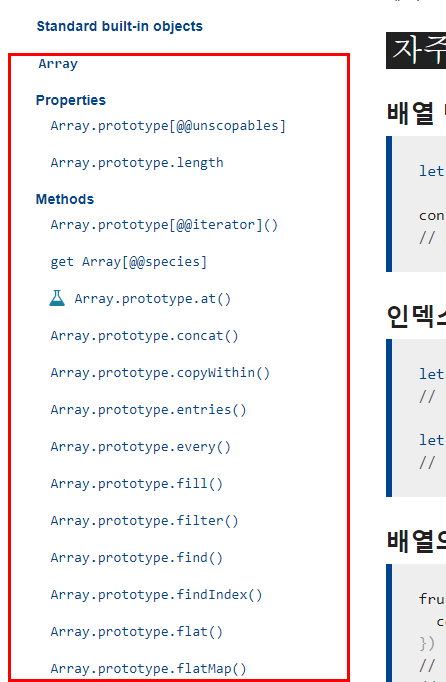 Standard built-in objects
Array
Properties
Array.prototype[@@unscopables]
Array.prototype.length
Methods
Array.prototype[@@iterator]()
get Array[@@species]
Array.prototype.at()
Array.prototype.concat()
Array.prototype.copyWithin()
Array.prototype.entries()
Array.prototype.every()
Array.prototype.fill()
Array.prototype.filter()
Array.prototype.find()
Array.prototype.findIndex()
Array.prototype.flat()
Array.prototype.flatMap()
자주
배열
let
con
//
인덱스
let
//
let
//
배열의
fru
c
})
//